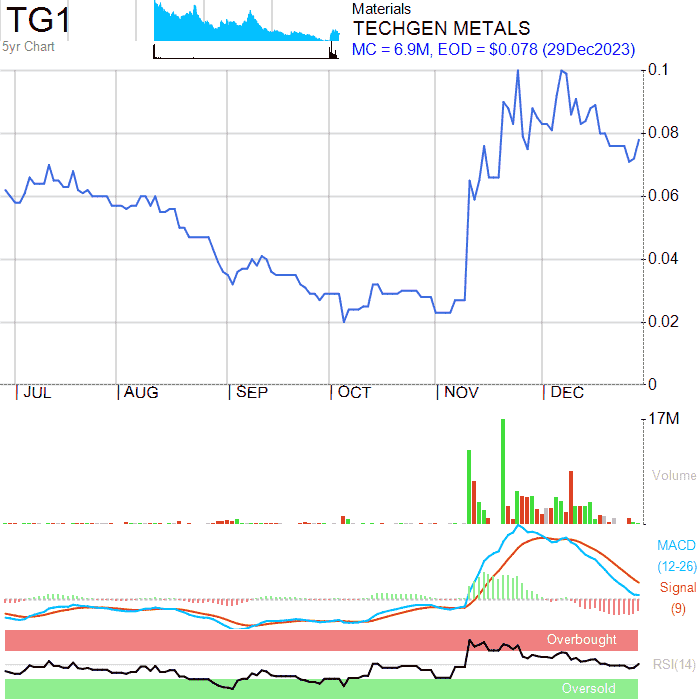 TG1
5yr Chart
Materials
TECHGEN METALS
MC = 6.9M, EOD = $0.078 (29Dec2023)
0.1
0.08
0.06
0.04
0.02
0
JUL AUG SEP OCT NOV DEC
17M
Volume
MACD
(12-26)
Signal
(9)
Overbought
RSI(14)
Oversold